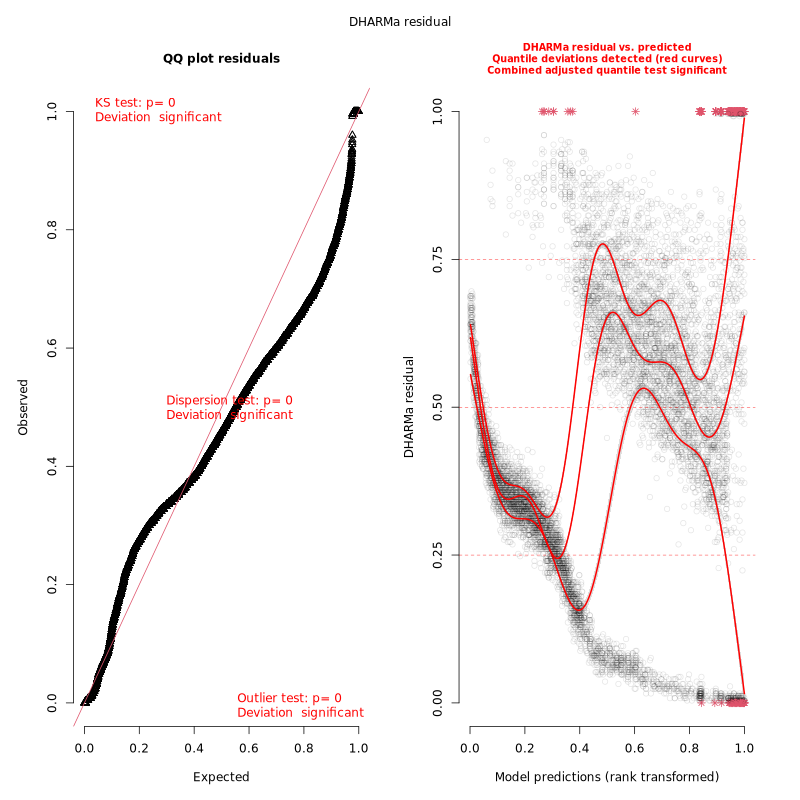 DHARMa residual
QQ plot residuals
KS test: p= 0
Deviation  significant
Dispersion test: p= 0
Deviation  significant
Outlier test: p= 0
Deviation  significant
Observed
0.0
0.2
0.4
0.6
0.8
1.0
0.0 0.2 0.4 0.6 0.8 1.0
Expected
DHARMa residual vs. predicted
Quantile deviations detected (red curves)
Combined adjusted quantile test significant
DHARMa residual
0.00
0.25
0.50
0.75
1.00
0.0 0.2 0.4 0.6 0.8 1.0
Model predictions (rank transformed)